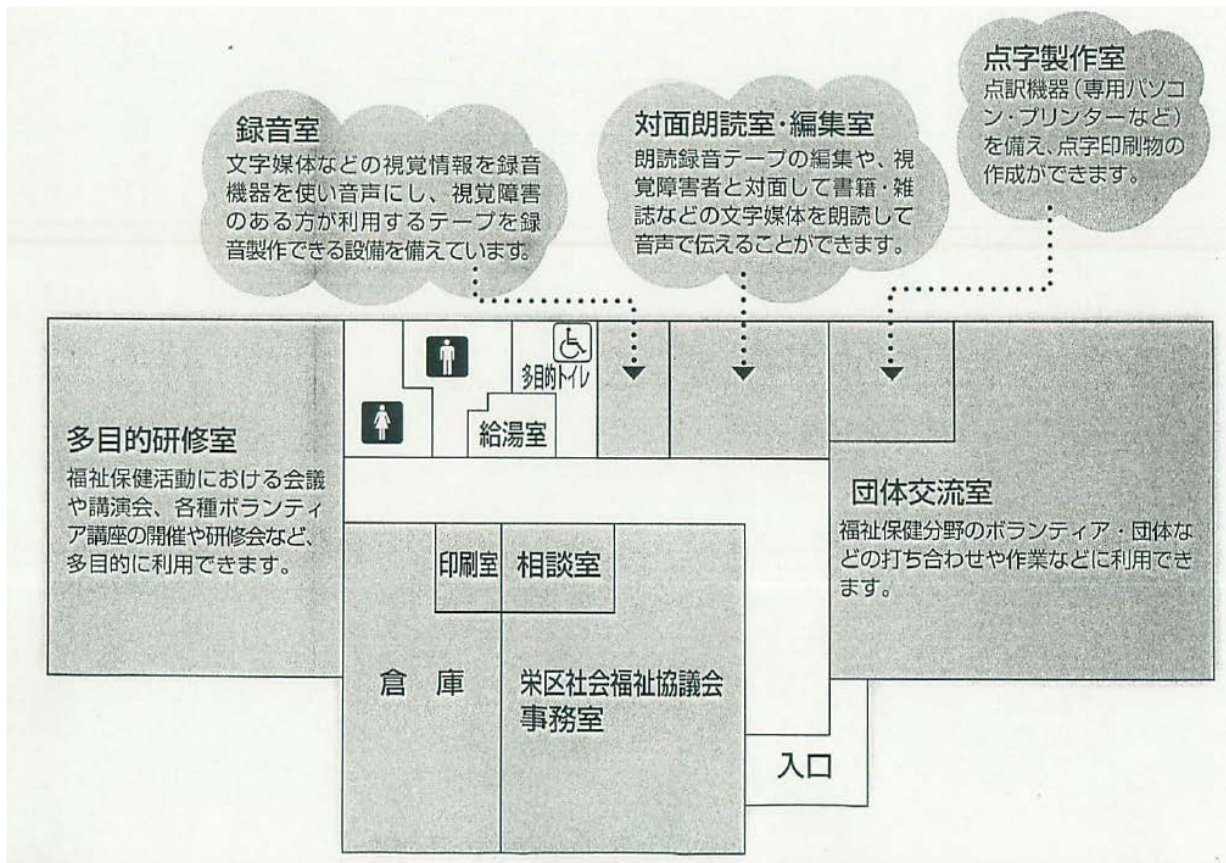 点字製作室
点訳機器（専用パソコ
ン・プリンターなど）
を備え、点字印刷物の
作成ができます。
録音室
文字媒体などの視覚情報を録音
機器を使い音声にし、視覚障害
のある方が利用するテープを録
音製作できる設備を備えています。
対面朗読室・編集室
朗読録音テープの編集や、視
覚障害者と対面して書籍・雑
誌などの文字媒体を朗読して
音声で伝えることができます。
多目的トイレ
給湯室
多目的研修室
福祉保健活動における会議
や講演会、各種ボランティ
ア講座の開催や研修会など、
多目的に利用できます。
団体交流室
福祉保健分野のボランティア・団体な
どの打ち合わせや作業などに利用でき
ます。
印刷室
相談室
倉庫
栄区社会福祉協議会
事務室
入口